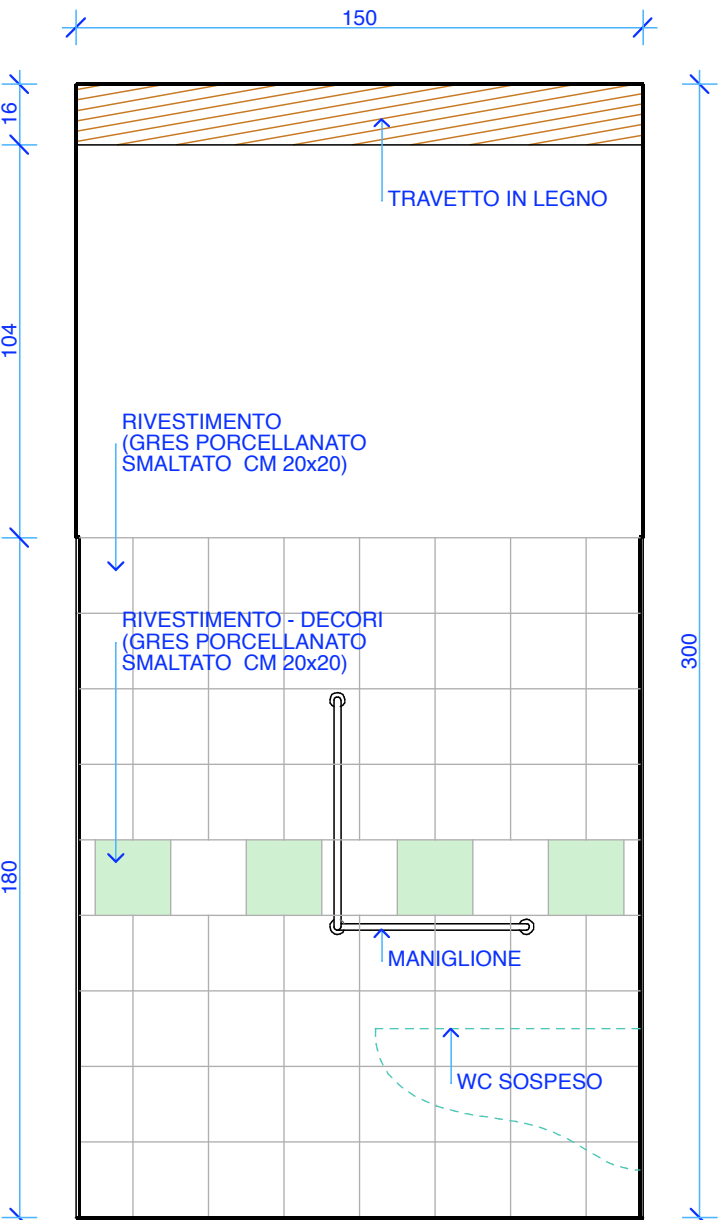 150
16
TRAVETTO IN LEGNO
104
RIVESTIMENTO
(GRES PORCELLANATO
SMALTATO  CM 20x20)
RIVESTIMENTO - DECORI
(GRES PORCELLANATO
SMALTATO  CM 20x20)
300
180
MANIGLIONE
WC SOSPESO